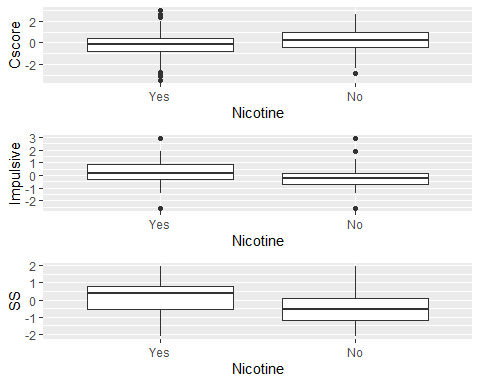 Cscore
2
0
-2
Yes No
Nicotine
Impulsive
3
2
1
0
-1
-2
Yes No
Nicotine
SS
2
1
0
-1
-2
Yes No
Nicotine